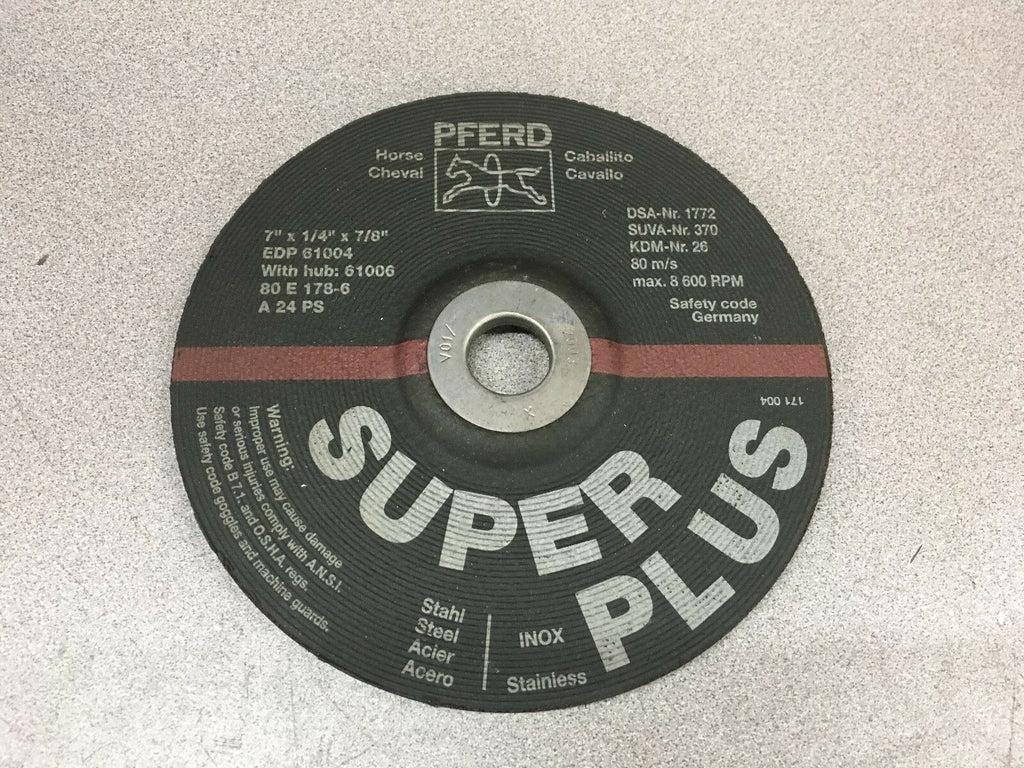 PFERD
Horse
Cheval
Caballito
Cavallo
7" x 1/4" x 7/8"
EDP 61004
With hub: 61006
80 E 178-6
A 24 PS
DSA-Nr. 1772
SUVA-Nr. 370
KDM-Nr. 26
80 m/s
max. 8 600 RPM
Safety code
Germany
V01/
X
171 004
SUPER
PLUS
Warning:
Improper use may cause damage
or serious injuries comply with A.N.S.I.
Safety code B 7.1. and O.S.H.A. regs.
Use safety code goggles and machine guards.
Stahl
Steel
Acier
Acero
INOX
Stainless